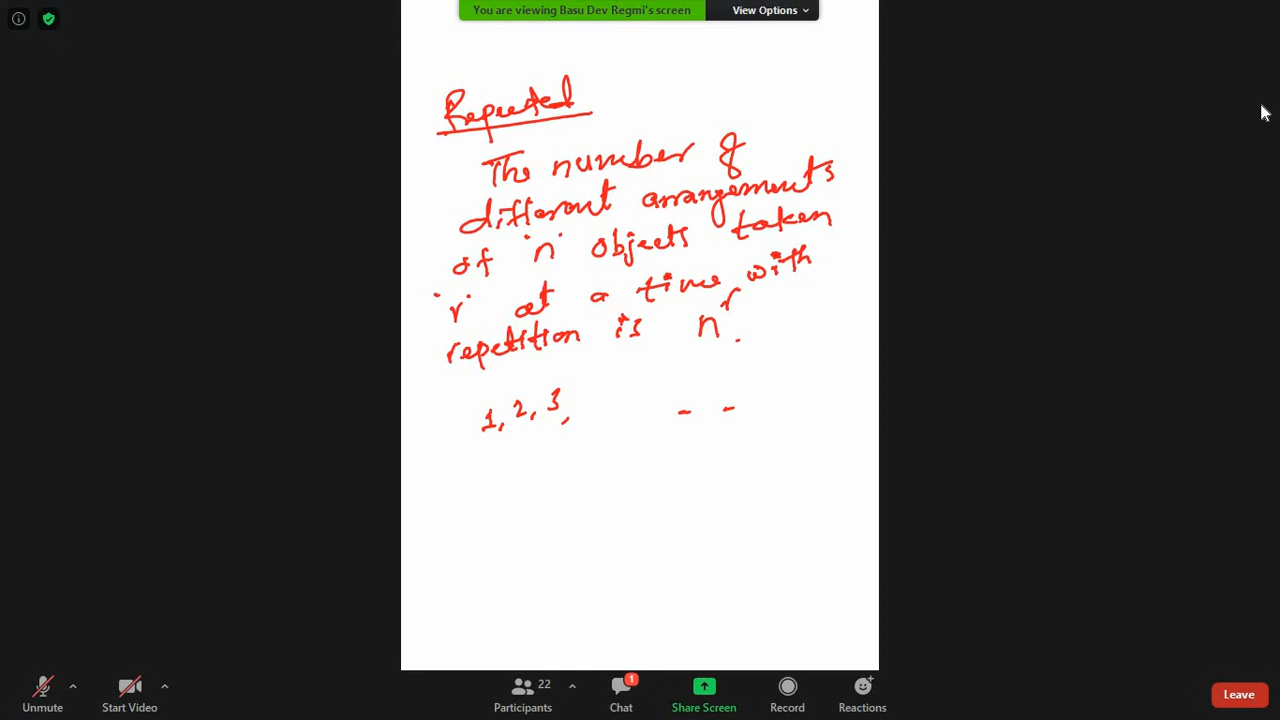 You are viewing Basu Dev Regmi's screen View Options
Repeated
The number of
different arrangements
of 'n' objects taken
'r' at a time with
repetition is n^r.
1, 2, 3, - -
22
1
Unmute Start Video Participants Chat Share Screen Record Reactions Leave